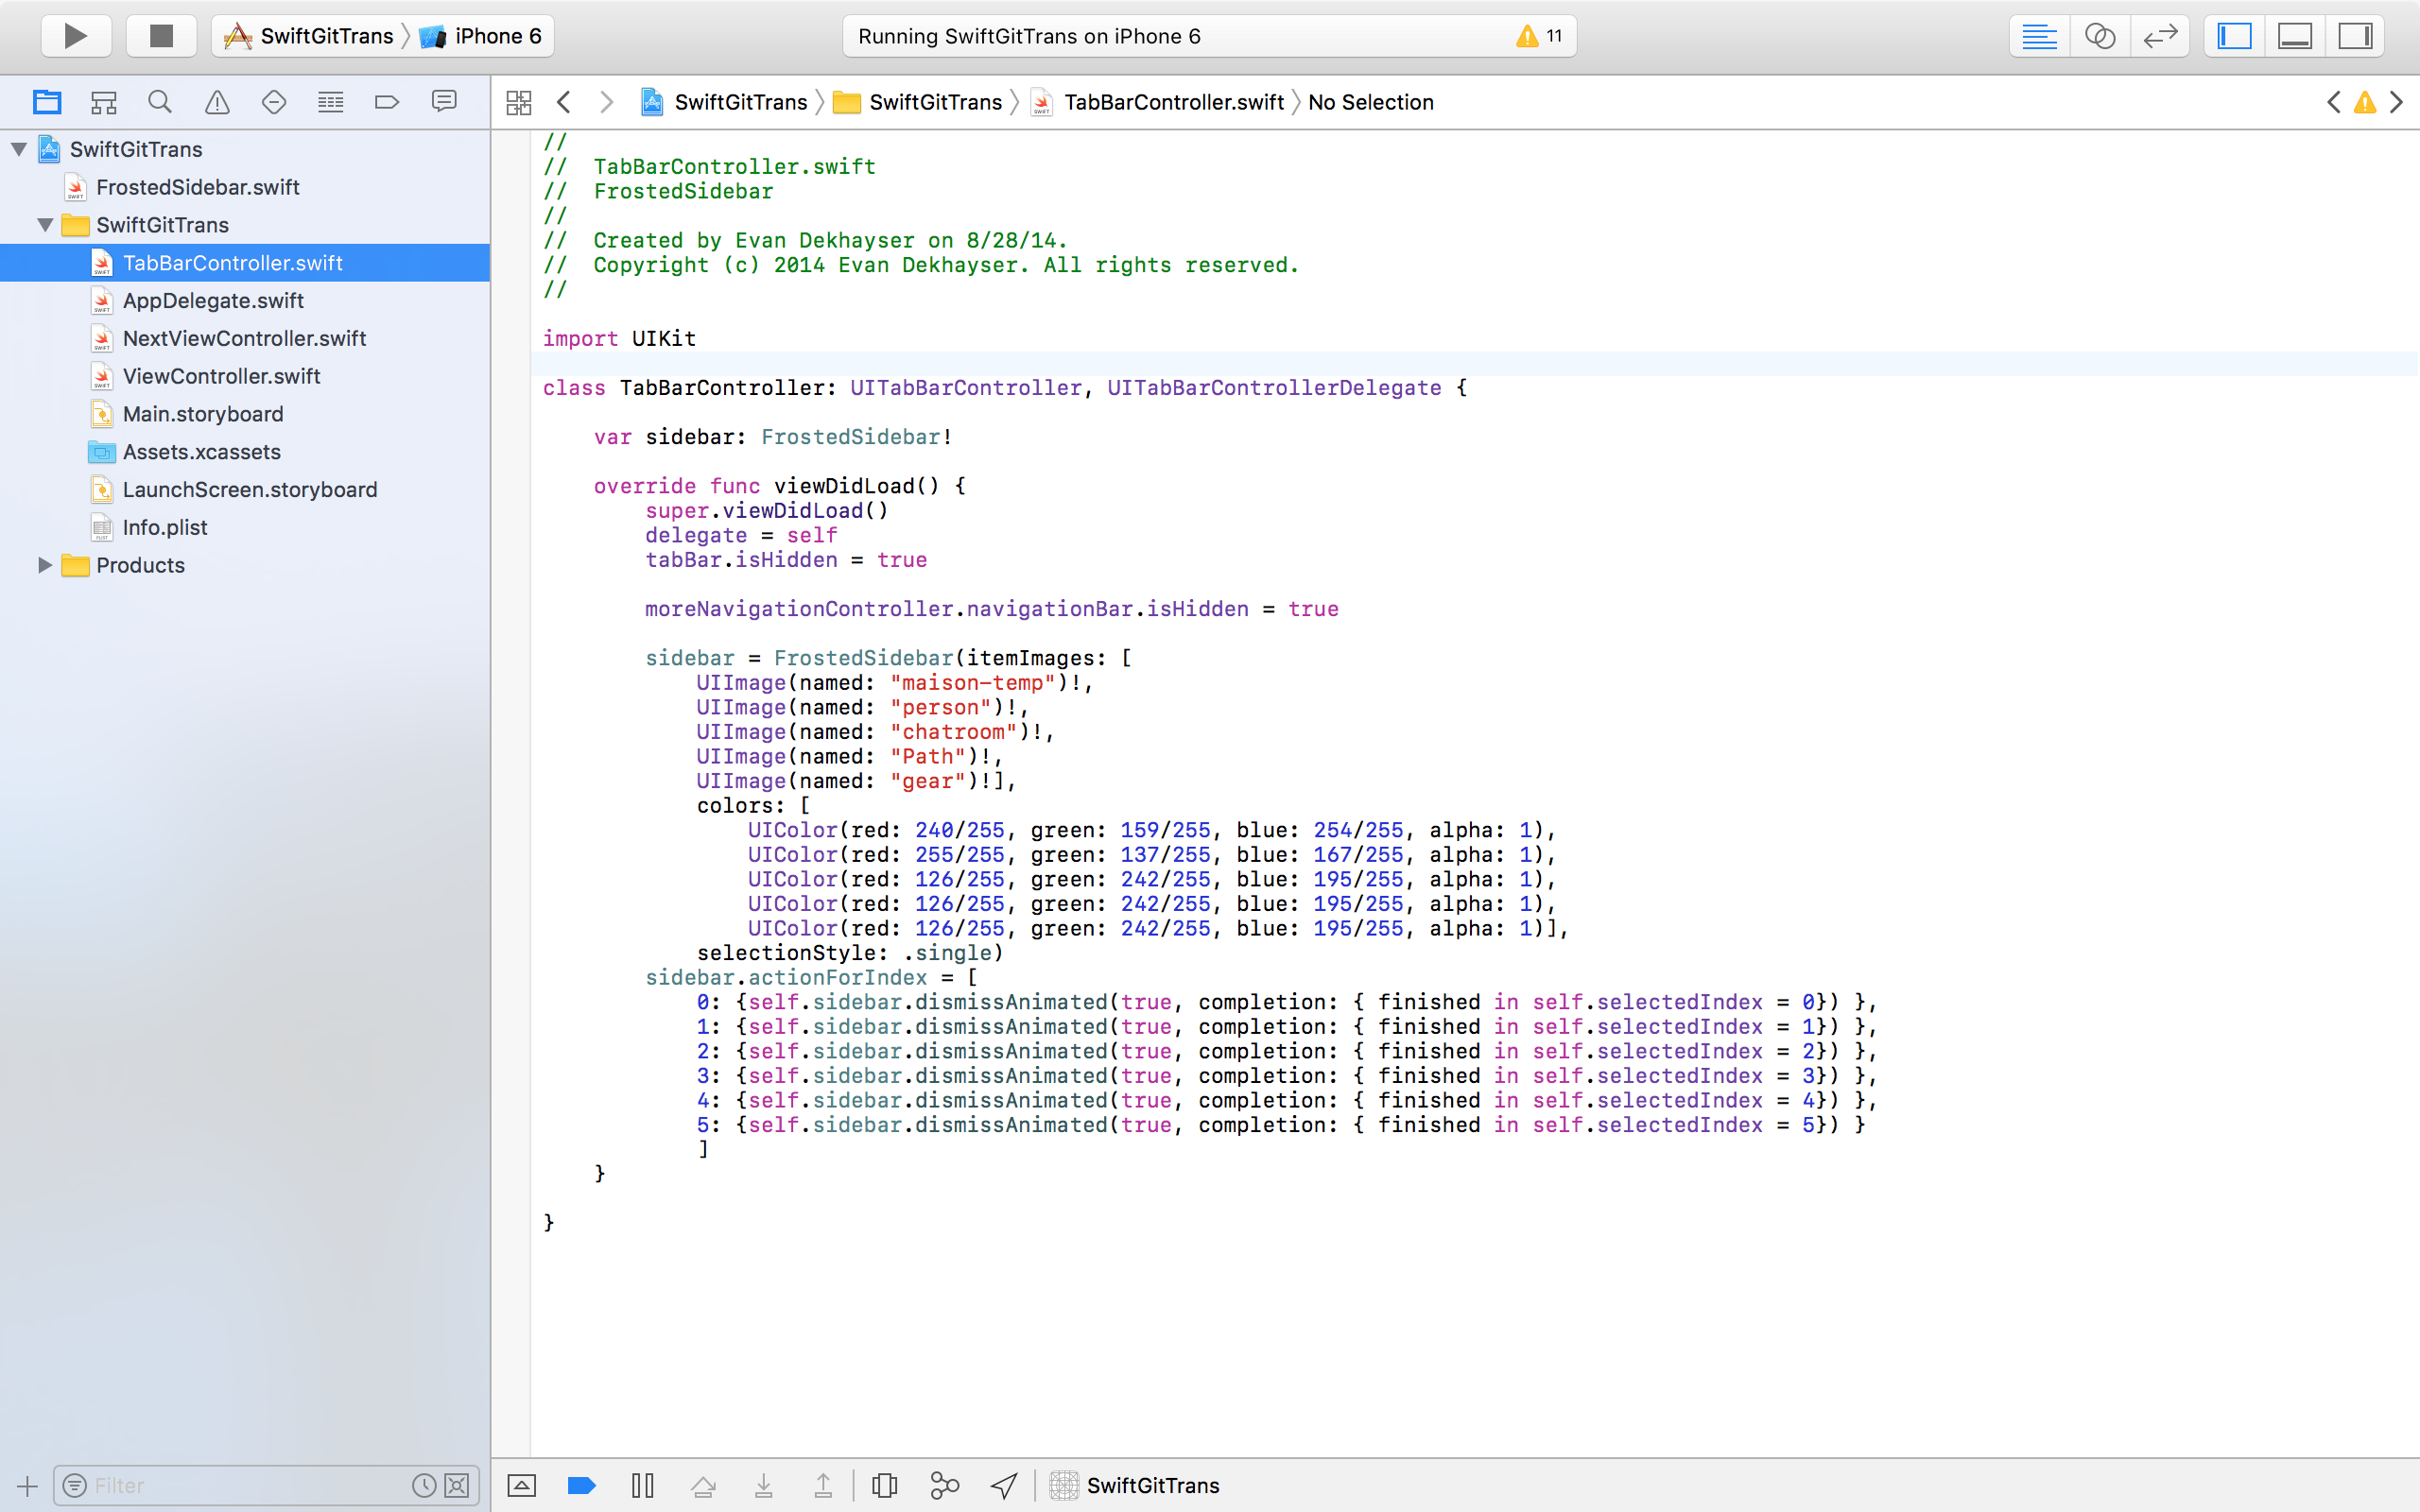 SwiftGitTrans iPhone 6
Running SwiftGitTrans on iPhone 6 11
SwiftGitTrans SwiftGitTrans TabBarController.swift No Selection
SwiftGitTrans
FrostedSidebar.swift
SwiftGitTrans
TabBarController.swift
AppDelegate.swift
NextViewController.swift
ViewController.swift
Main.storyboard
Assets.xcassets
LaunchScreen.storyboard
Info.plist
Products
Filter
//
//  TabBarController.swift
//  FrostedSidebar
//
//  Created by Evan Dekhayser on 8/28/14.
//  Copyright (c) 2014 Evan Dekhayser. All rights reserved.
//
import UIKit
class TabBarController: UITabBarController, UITabBarControllerDelegate {
var sidebar: FrostedSidebar!
override func viewDidLoad() {
super.viewDidLoad()
delegate = self
tabBar.isHidden = true
moreNavigationController.navigationBar.isHidden = true
sidebar = FrostedSidebar(itemImages: [
UIImage(named: "maison-temp")!,
UIImage(named: "person")!,
UIImage(named: "chatroom")!,
UIImage(named: "Path")!,
UIImage(named: "gear")!],
colors: [
UIColor(red: 240/255, green: 159/255, blue: 254/255, alpha: 1),
UIColor(red: 255/255, green: 137/255, blue: 167/255, alpha: 1),
UIColor(red: 126/255, green: 242/255, blue: 195/255, alpha: 1),
UIColor(red: 126/255, green: 242/255, blue: 195/255, alpha: 1),
UIColor(red: 126/255, green: 242/255, blue: 195/255, alpha: 1)],
selectionStyle: .single)
sidebar.actionForIndex = [
0: {self.sidebar.dismissAnimated(true, completion: { finished in self.selectedIndex = 0}) },
1: {self.sidebar.dismissAnimated(true, completion: { finished in self.selectedIndex = 1}) },
2: {self.sidebar.dismissAnimated(true, completion: { finished in self.selectedIndex = 2}) },
3: {self.sidebar.dismissAnimated(true, completion: { finished in self.selectedIndex = 3}) },
4: {self.sidebar.dismissAnimated(true, completion: { finished in self.selectedIndex = 4}) },
5: {self.sidebar.dismissAnimated(true, completion: { finished in self.selectedIndex = 5}) }
]
}
}
SwiftGitTrans